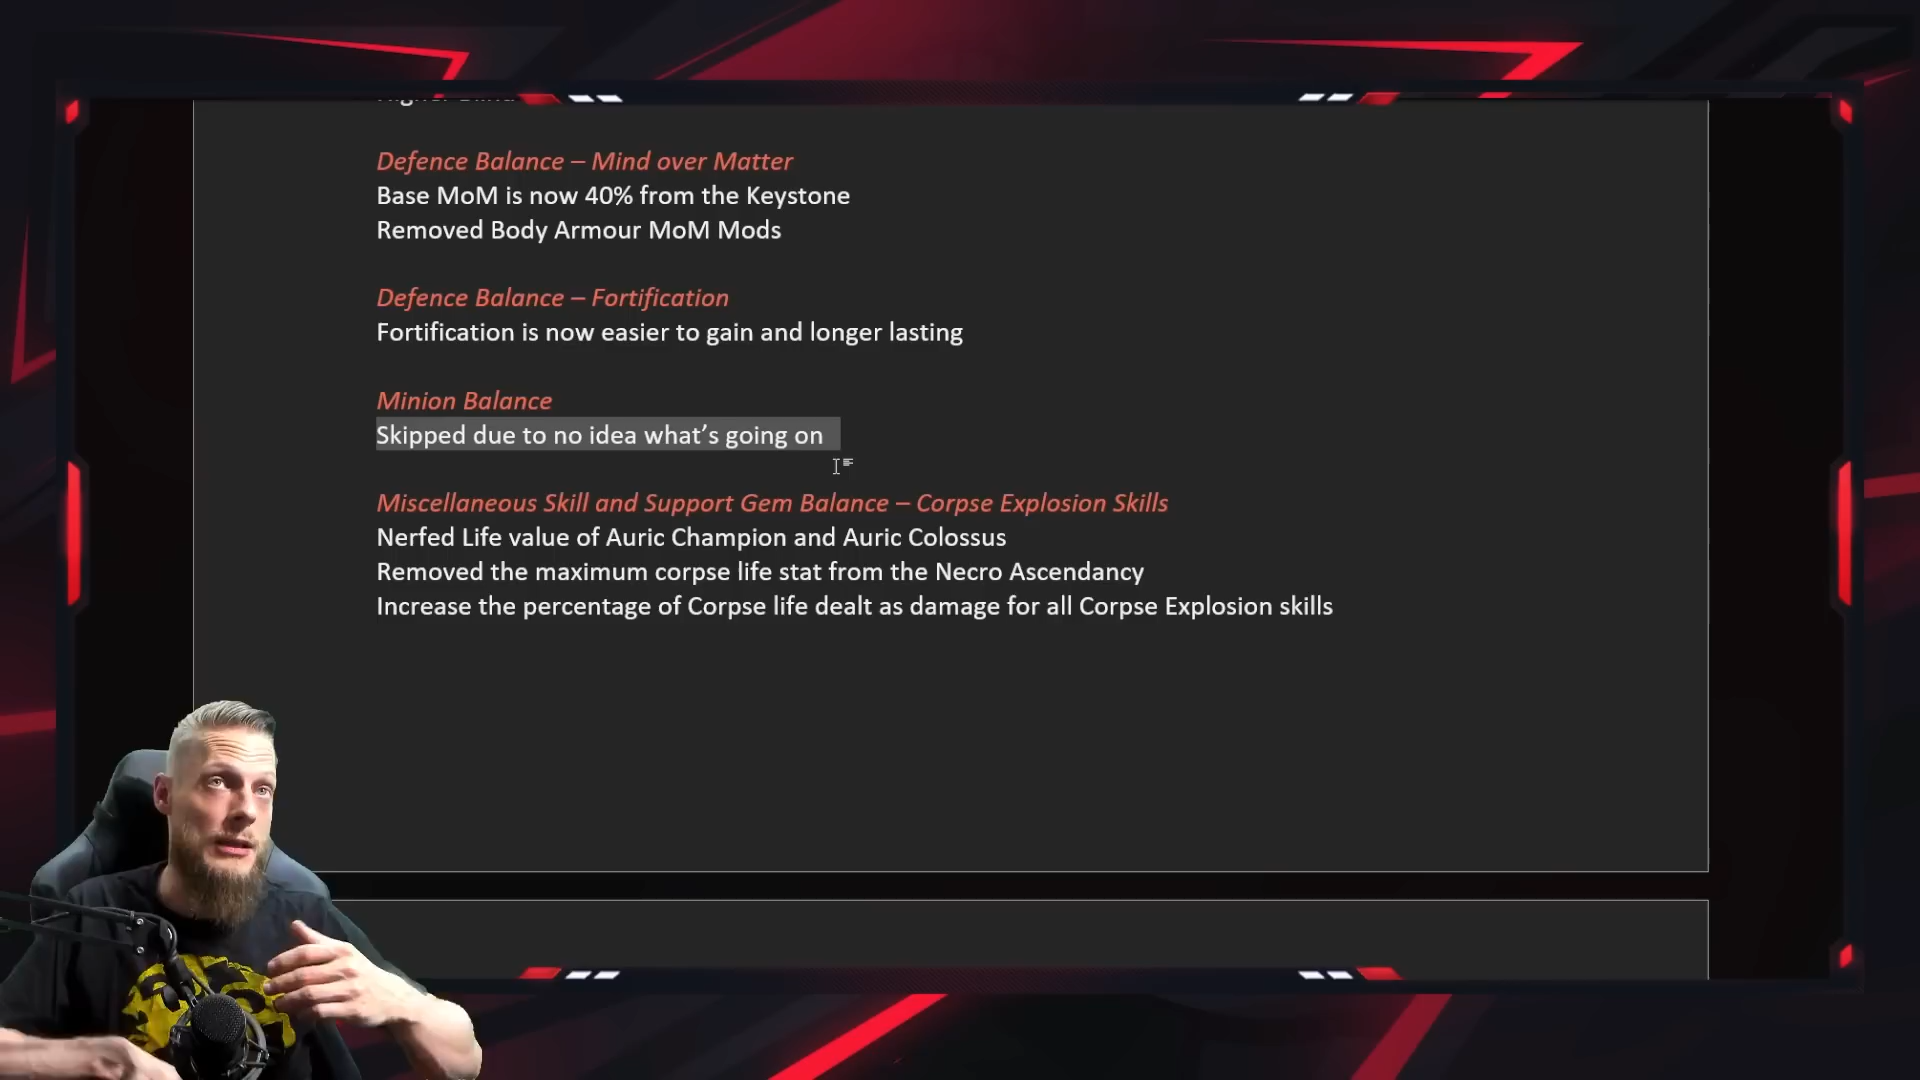 Defence Balance – Mind over Matter
Base MoM is now 40% from the Keystone
Removed Body Armour MoM Mods
Defence Balance – Fortification
Fortification is now easier to gain and longer lasting
Minion Balance
Skipped due to no idea what’s going on
Miscellaneous Skill and Support Gem Balance – Corpse Explosion Skills
Nerfed Life value of Auric Champion and Auric Colossus
Removed the maximum corpse life stat from the Necro Ascendancy
Increase the percentage of Corpse life dealt as damage for all Corpse Explosion skills